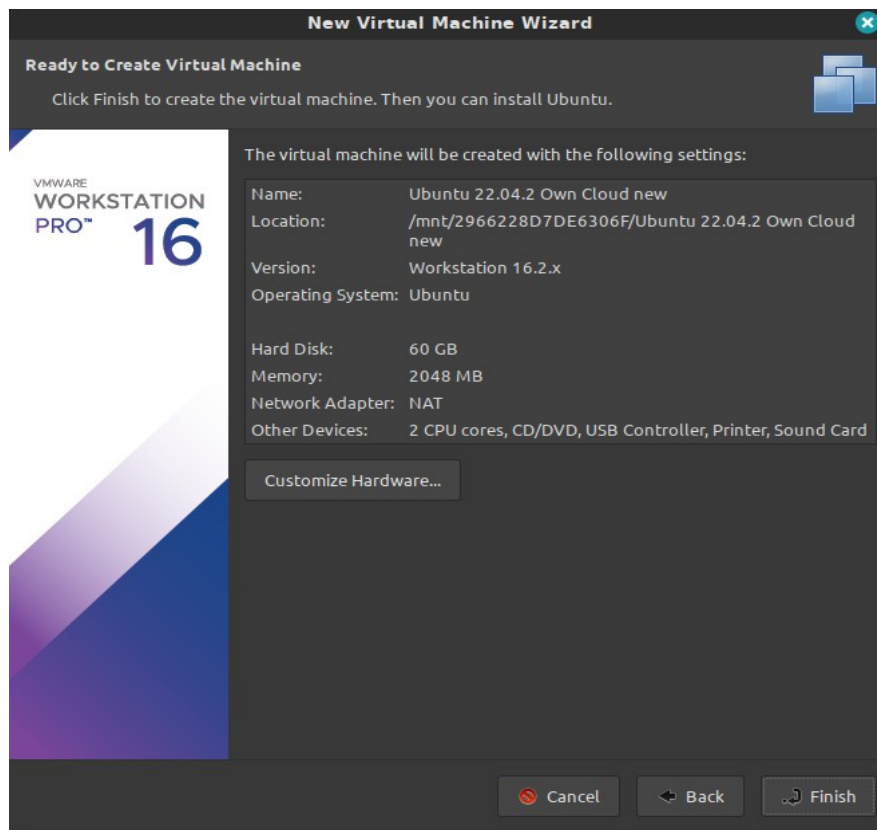 New Virtual Machine Wizard
Ready to Create Virtual Machine
Click Finish to create the virtual machine. Then you can install Ubuntu.
VMWARE
WORKSTATION
PRO™ 16
The virtual machine will be created with the following settings:
Name: Ubuntu 22.04.2 Own Cloud new
Location: /mnt/2966228D7DE6306F/Ubuntu 22.04.2 Own Cloud
new
Version: Workstation 16.2.x
Operating System: Ubuntu
Hard Disk: 60 GB
Memory: 2048 MB
Network Adapter: NAT
Other Devices: 2 CPU cores, CD/DVD, USB Controller, Printer, Sound Card
Customize Hardware...
Cancel Back Finish